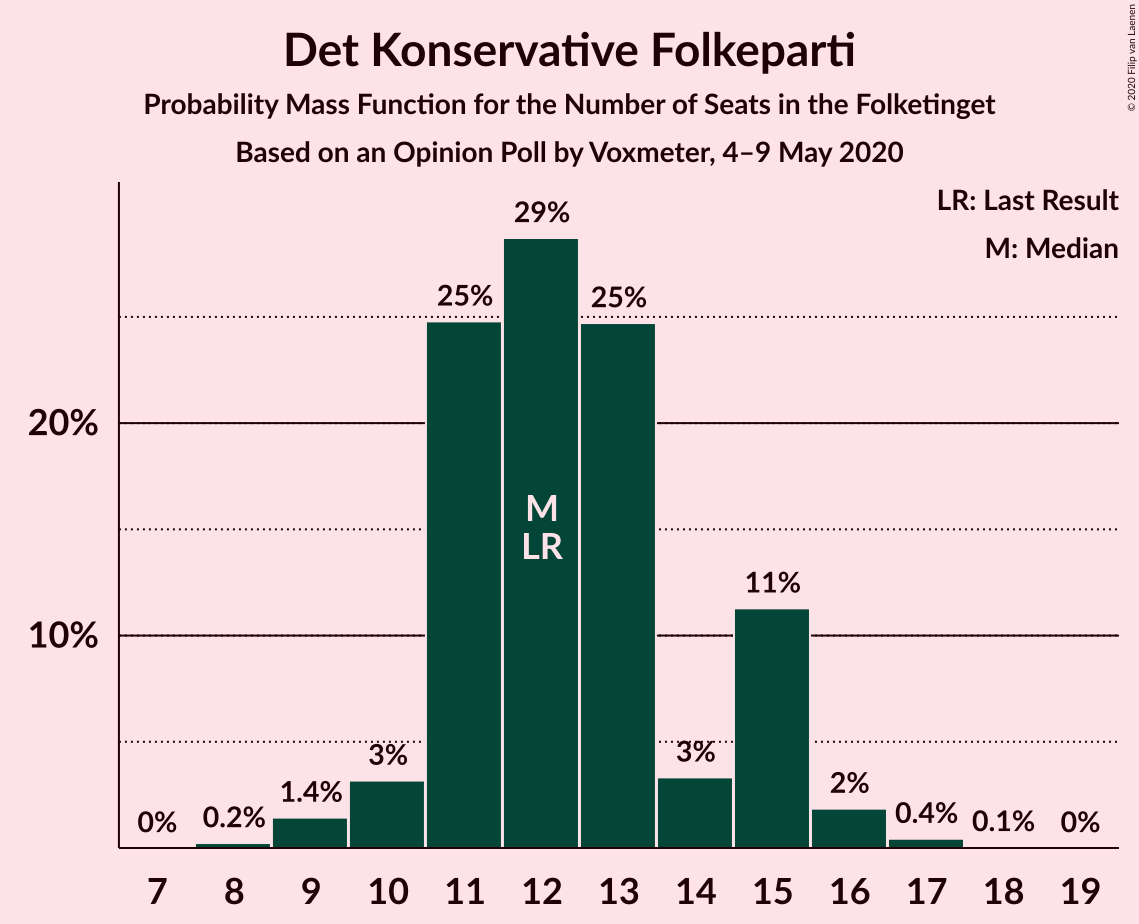 Det Konservative Folkeparti
Probability Mass Function for the Number of Seats in the Folketinget
Based on an Opinion Poll by Voxmeter, 4–9 May 2020
© 2020 Filip van Laenen
LR: Last Result
M: Median
20%
10%
0%
0.2%
1.4%
3%
25%
29%
25%
3%
11%
2%
0.4%
0.1%
0%
M
LR
7 8 9 10 11 12 13 14 15 16 17 18 19